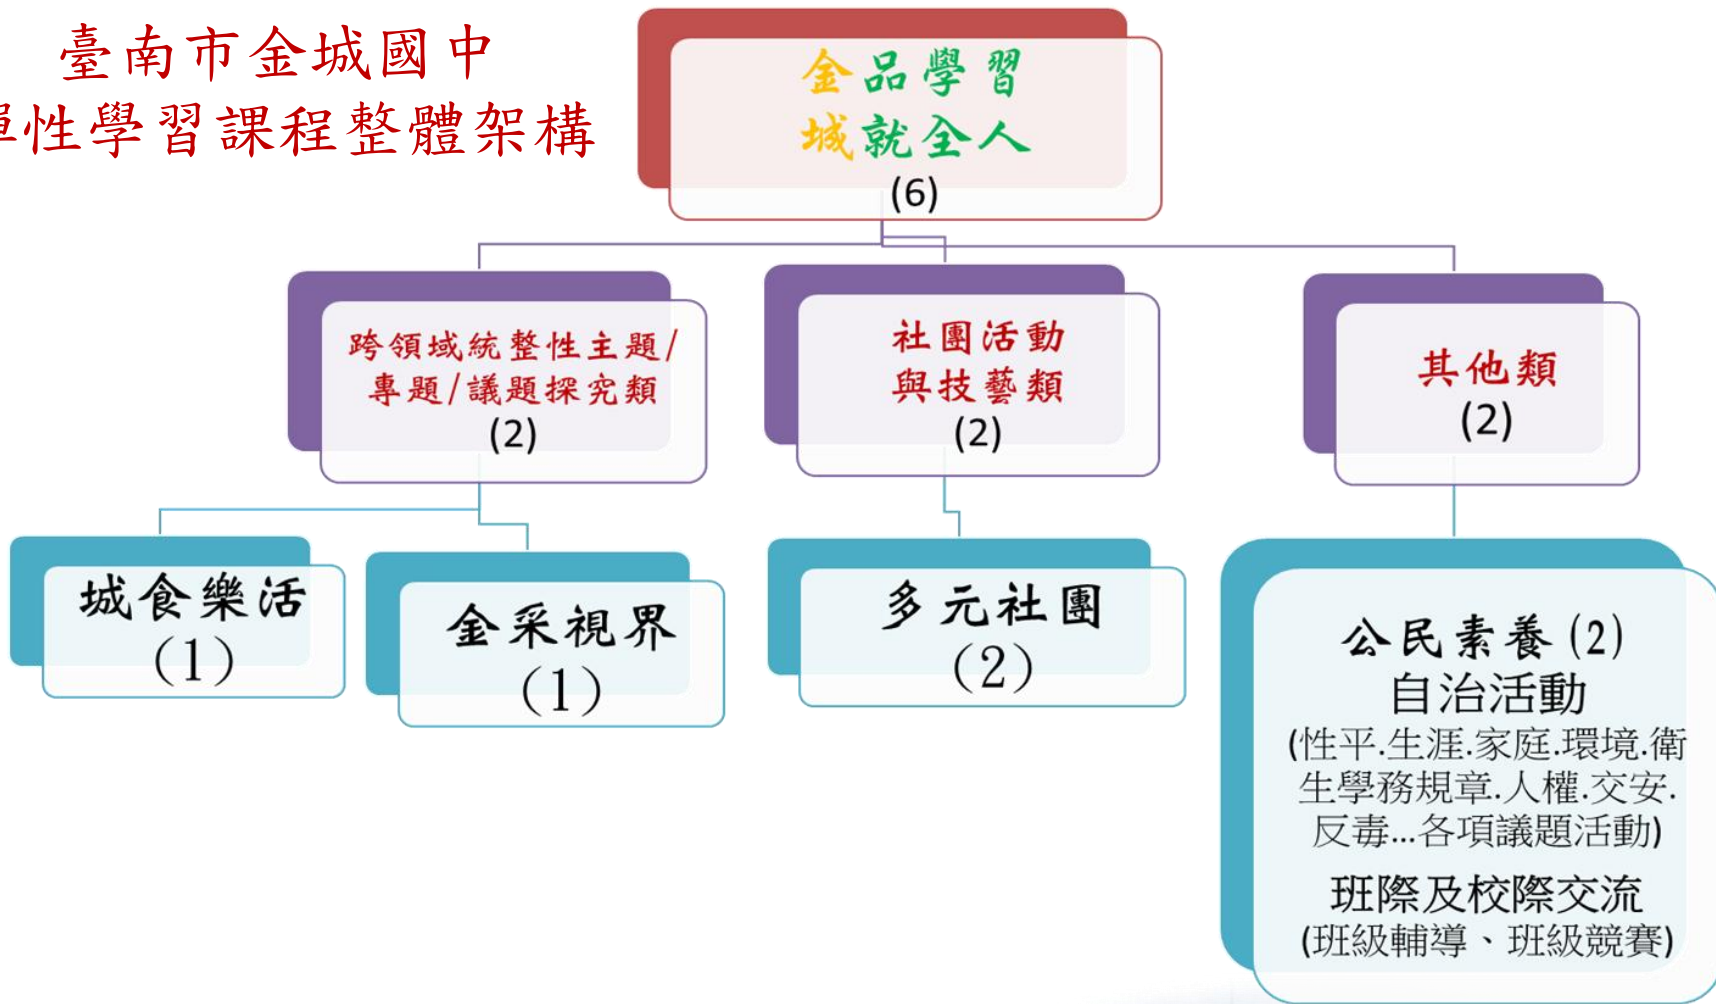 臺南市金城國中
彈性學習課程整體架構
金品學習
城就全人
(6)
跨領域統整性主題/
專題/議題探究類
(2)
社團活動
與技藝類
(2)
其他類
(2)
城食樂活
(1)
金采視界
(1)
多元社團
(2)
公民素養(2)
自治活動
(性平.生涯.家庭.環境.衛
生學務規章.人權.交安.
反毒...各項議題活動)
班際及校際交流
(班級輔導、班級競賽)